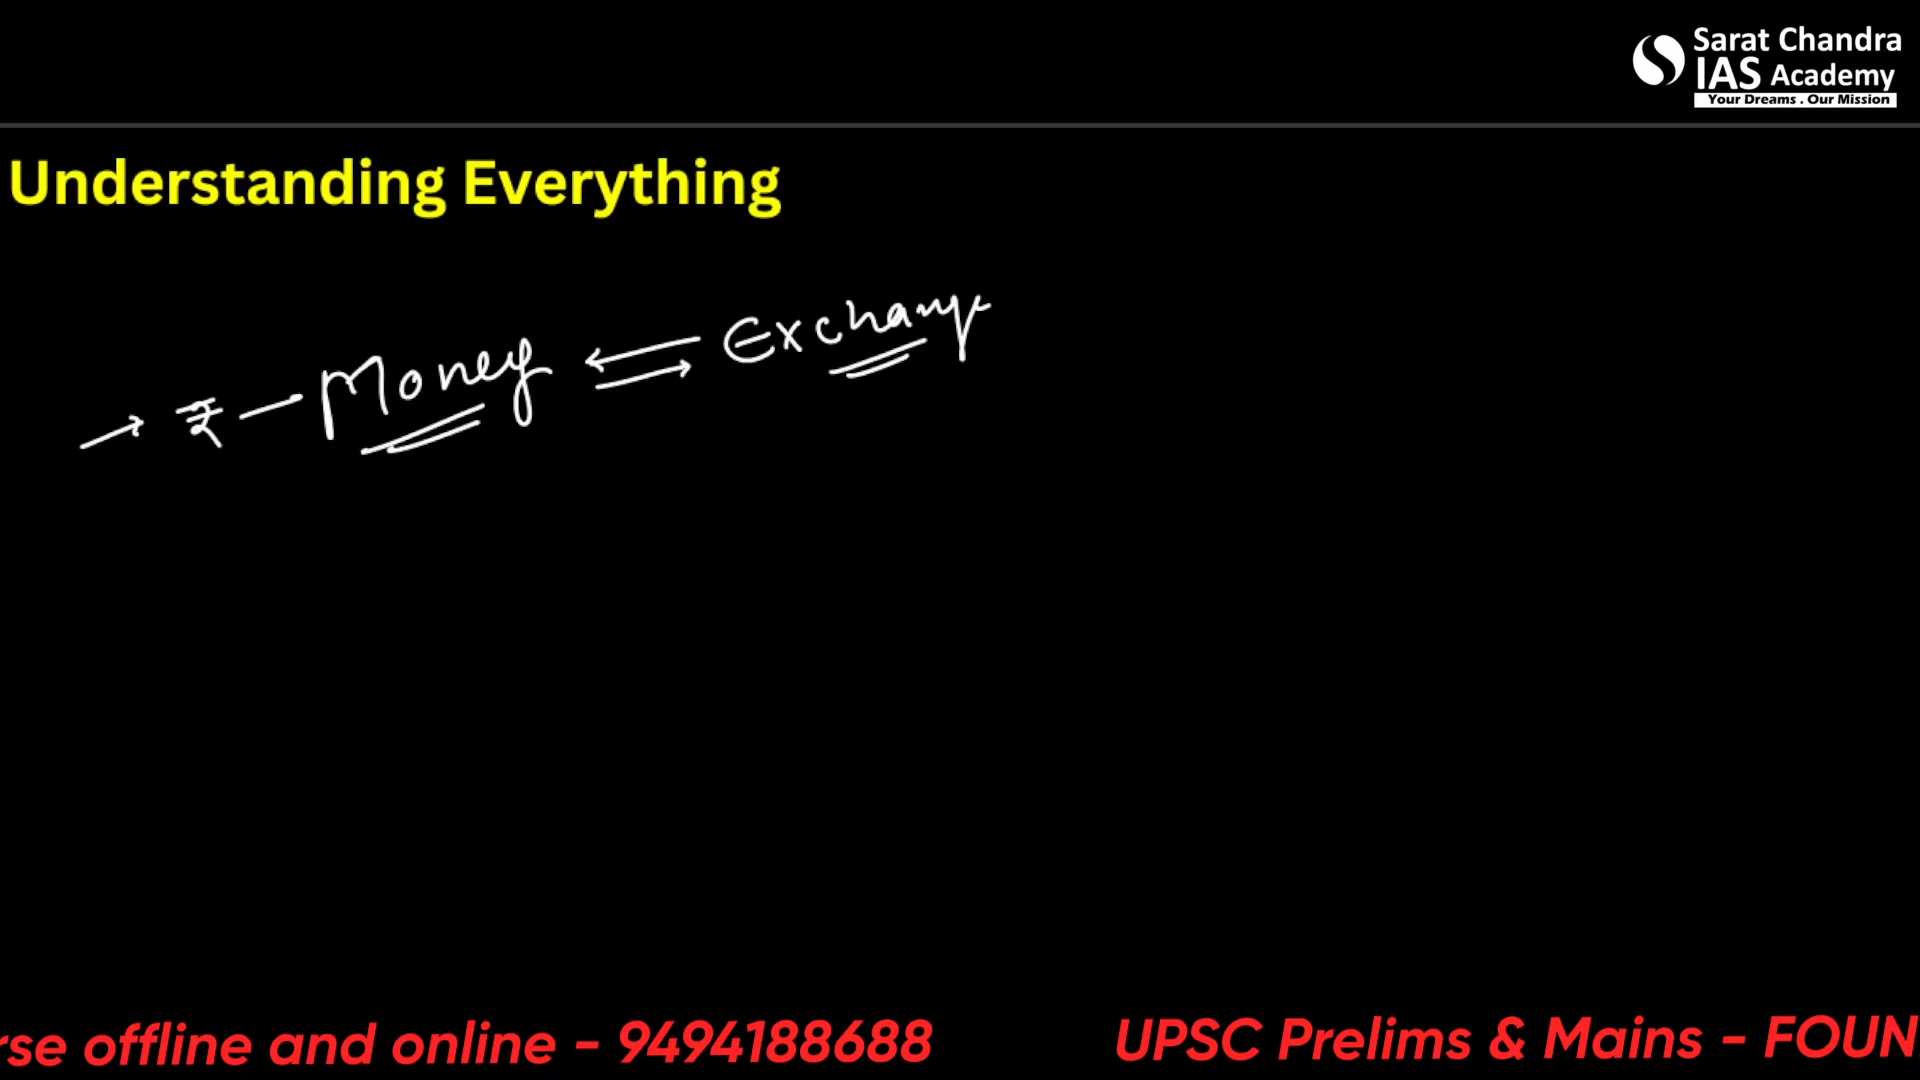 Sarat Chandra
IAS Academy
Your Dreams . Our Mission
Understanding Everything
→ ₹ — Money ⇄ Exchange
rse offline and online - 9494188688 UPSC Prelims & Mains - FOUN